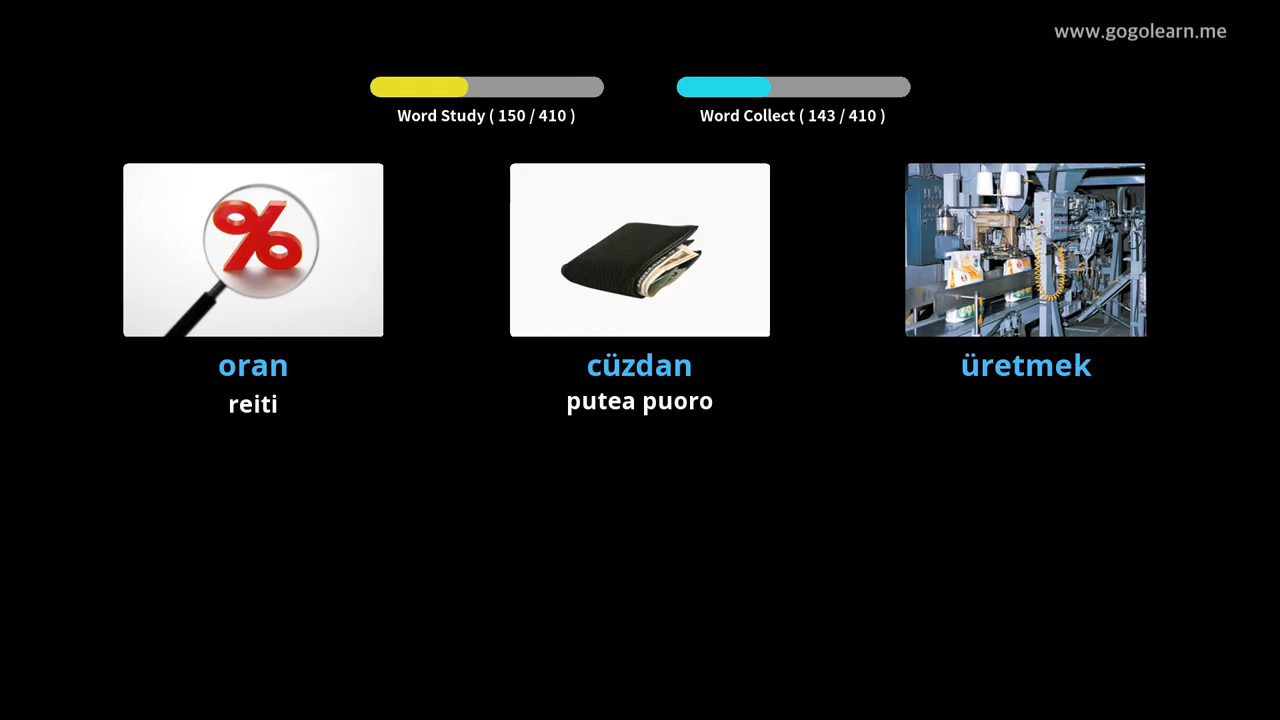 www.gogolearn.me
Word Study ( 150 / 410 )
Word Collect ( 143 / 410 )
oran
cüzdan
üretmek
reiti
putea puoro